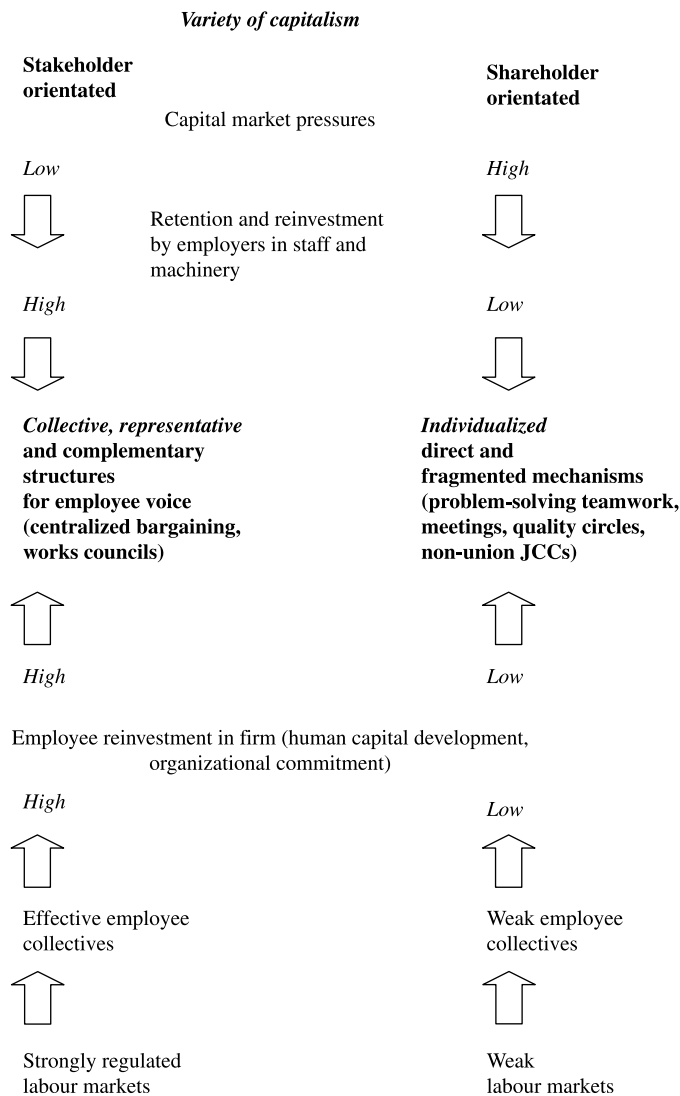 Variety of capitalism
Stakeholder
orientated
Shareholder
orientated
Capital market pressures
Low
High
Retention and reinvestment
by employers in staff and
machinery
High
Low
Collective, representative
and complementary
structures
for employee voice
(centralized bargaining,
works councils)
Individualized
direct and
fragmented mechanisms
(problem-solving teamwork,
meetings, quality circles,
non-union JCCs)
High
Low
Employee reinvestment in firm (human capital development,
organizational commitment)
High
Low
Effective employee
collectives
Weak employee
collectives
Strongly regulated
labour markets
Weak
labour markets